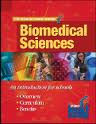 Biomedical
Sciences
An introduction for schools
Overview
Curriculum
Benefits